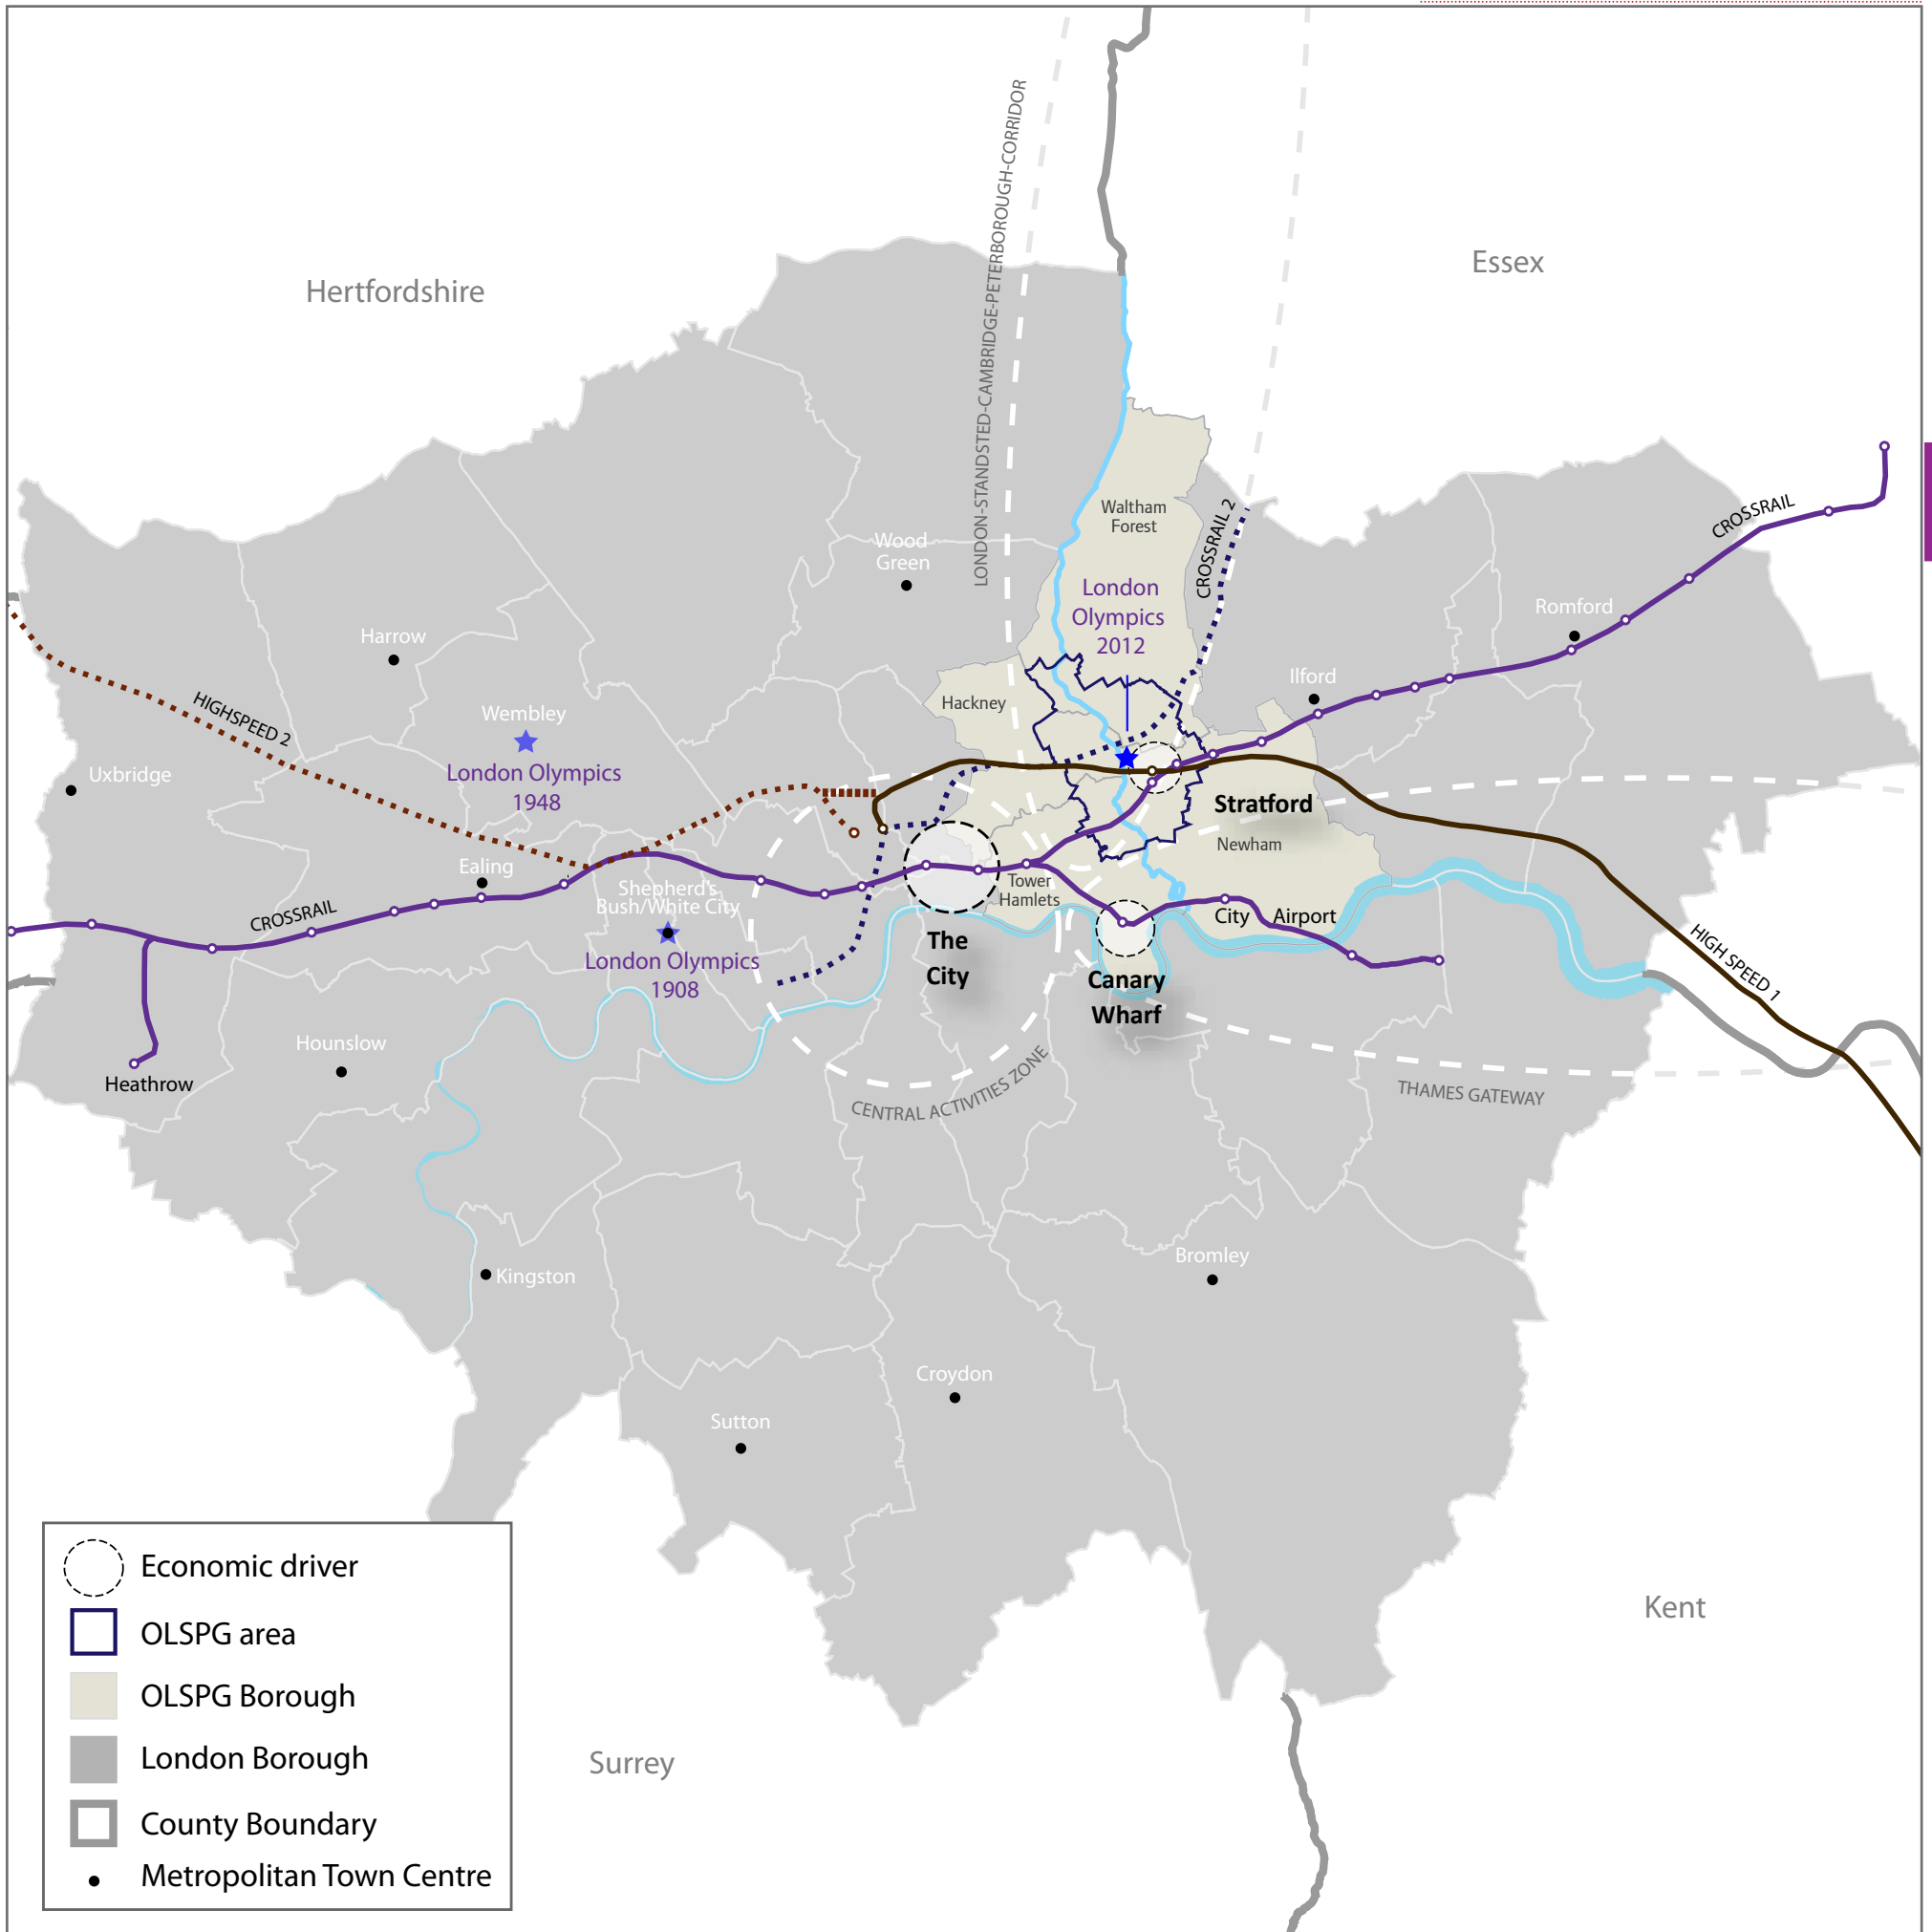 LONDON-STANDSTED-CAMBRIDGE-PETERBOROUGH-CORRIDOR
Hertfordshire
Essex
Waltham
Forest
CROSSRAIL 2
CROSSRAIL
Wood
Green
London
Olympics
2012
Romford
Harrow
Ilford
HIGHSPEED 2
Wembley
Hackney
London Olympics
1948
Uxbridge
Stratford
Newham
Ealing
Shepherd's
Bush/White City
Tower
Hamlets
CROSSRAIL
City Airport
London Olympics
1908
The
City
Canary
Wharf
HIGH SPEED 1
Hounslow
Heathrow
CENTRAL ACTIVITIES ZONE
THAMES GATEWAY
Kingston
Bromley
Croydon
Sutton
Kent
Surrey
Economic driver
OLSPG area
OLSPG Borough
London Borough
County Boundary
Metropolitan Town Centre